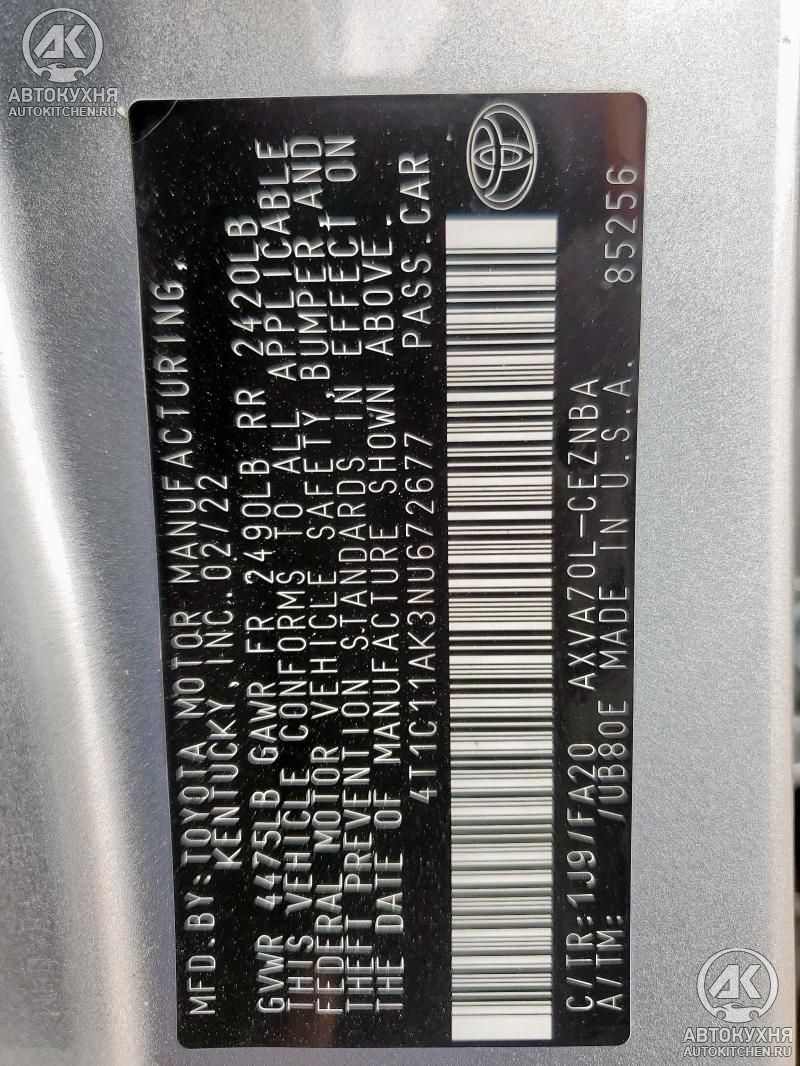 АВТОКУХНЯ
AUTOKITCHEN.RU
MFD.BY:TOYOTA MOTOR MANUFACTURING,
KENTUCKY,INC.02/22
GVWR 4475LB GAWR FR 2490LB RR 2420LB
THIS VEHICLE CONFORMS TO ALL APPLICABLE
FEDERAL MOTOR VEHICLE SAFETY,BUMPER AND
THEFT PREVENTION STANDARDS IN EFFECT ON
THE DATE OF MANUFACTURE SHOWN ABOVE.
4T1C11AK3NU672677 PASS.CAR
C/TR:1J9/FA20 AXVA70L-CEZNBA
A/TM: /UB80E MADE IN U.S.A. 85256
АВТОКУХНЯ
AUTOKITCHEN.RU